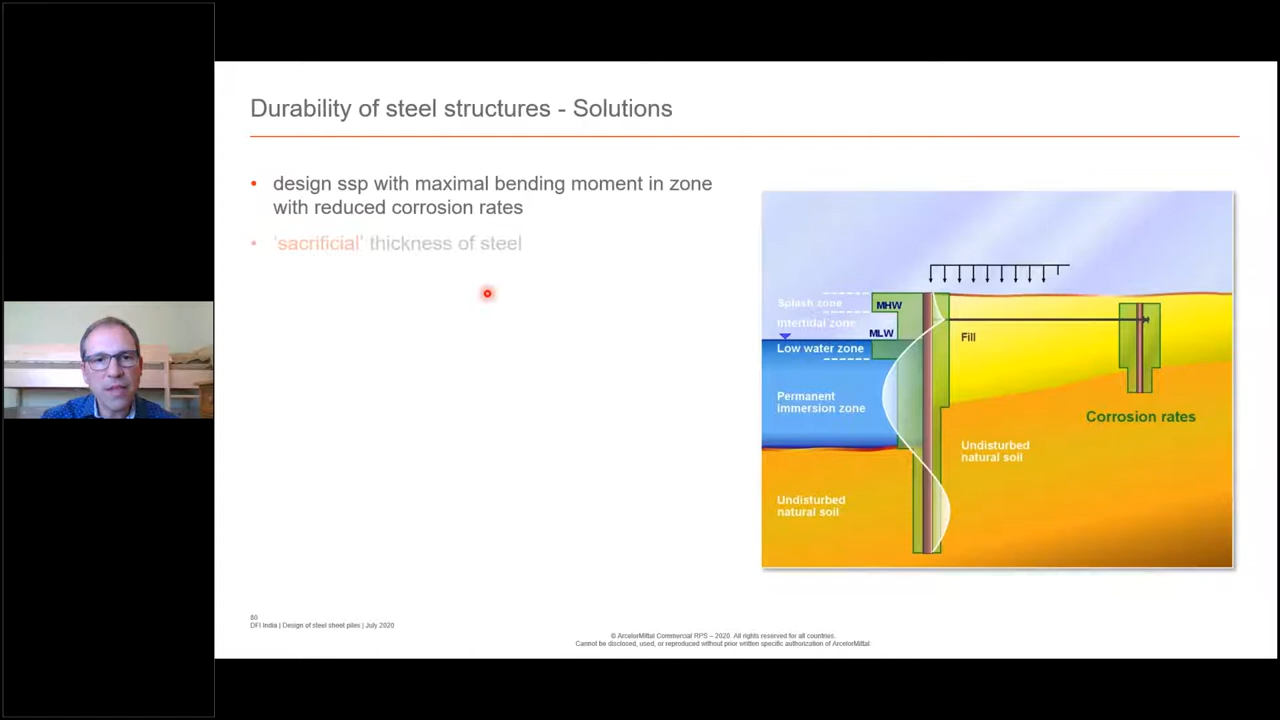 Durability of steel structures - Solutions
• design ssp with maximal bending moment in zone
with reduced corrosion rates
• 'sacrificial' thickness of steel
Splash zone
MHW
Intertidal zone
MLW
Low water zone
Fill
Permanent
immersion zone
Corrosion rates
Undisturbed
natural soil
Undisturbed
natural soil
80
DFI India | Design of steel sheet piles | July 2020
© ArcelorMittal Commercial RPS – 2020. All rights reserved for all countries.
Cannot be disclosed, used, or reproduced without prior written specific authorization of ArcelorMittal